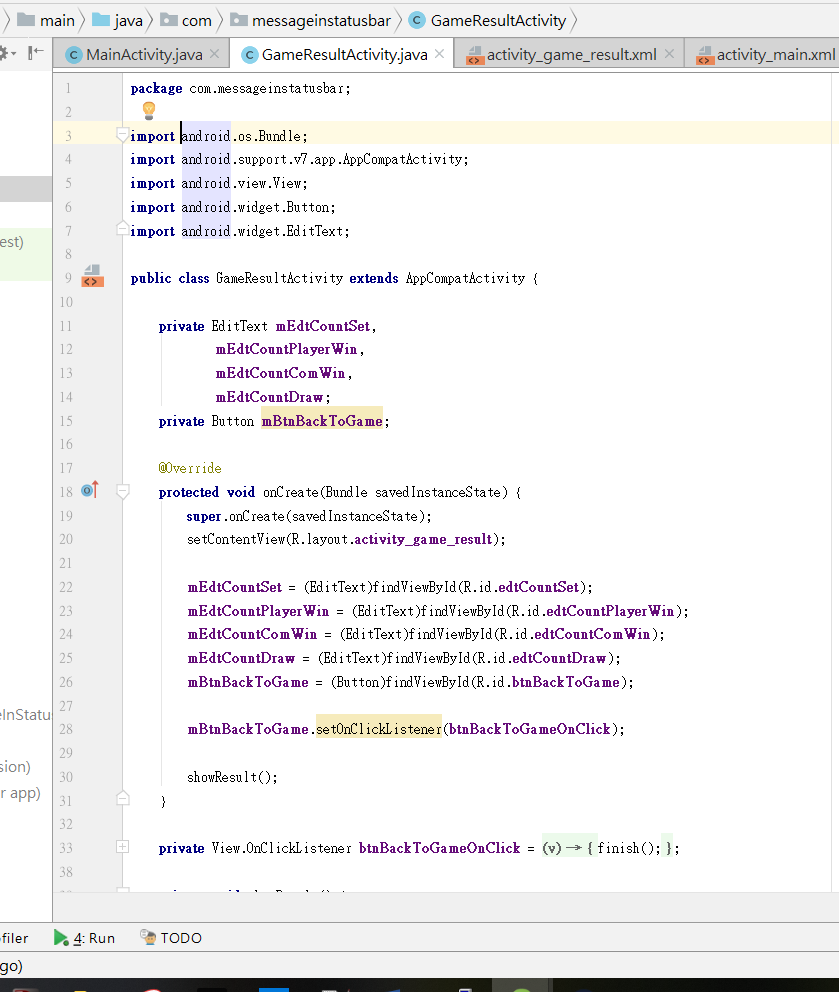 main java com messageinstatusbar GameResultActivity
MainActivity.java GameResultActivity.java activity_game_result.xml activity_main.xml
1 package com.messageinstatusbar;
2
3 import android.os.Bundle;
4 import android.support.v7.app.AppCompatActivity;
5 import android.view.View;
6 import android.widget.Button;
7 import android.widget.EditText;
8
9 public class GameResultActivity extends AppCompatActivity {
10
11 private EditText mEdtCountSet,
12 mEdtCountPlayerWin,
13 mEdtCountComWin,
14 mEdtCountDraw;
15 private Button mBtnBackToGame;
16
17 @Override
18 protected void onCreate(Bundle savedInstanceState) {
19 super.onCreate(savedInstanceState);
20 setContentView(R.layout.activity_game_result);
21
22 mEdtCountSet = (EditText)findViewById(R.id.edtCountSet);
23 mEdtCountPlayerWin = (EditText)findViewById(R.id.edtCountPlayerWin);
24 mEdtCountComWin = (EditText)findViewById(R.id.edtCountComWin);
25 mEdtCountDraw = (EditText)findViewById(R.id.edtCountDraw);
26 mBtnBackToGame = (Button)findViewById(R.id.btnBackToGame);
27
28 mBtnBackToGame.setOnClickListener(btnBackToGameOnClick);
29
30 showResult();
31 }
32
33 private View.OnClickListener btnBackToGameOnClick = (v) → { finish(); };
38
est)
eInStatus
sion)
r app)
filer 4: Run TODO
go)